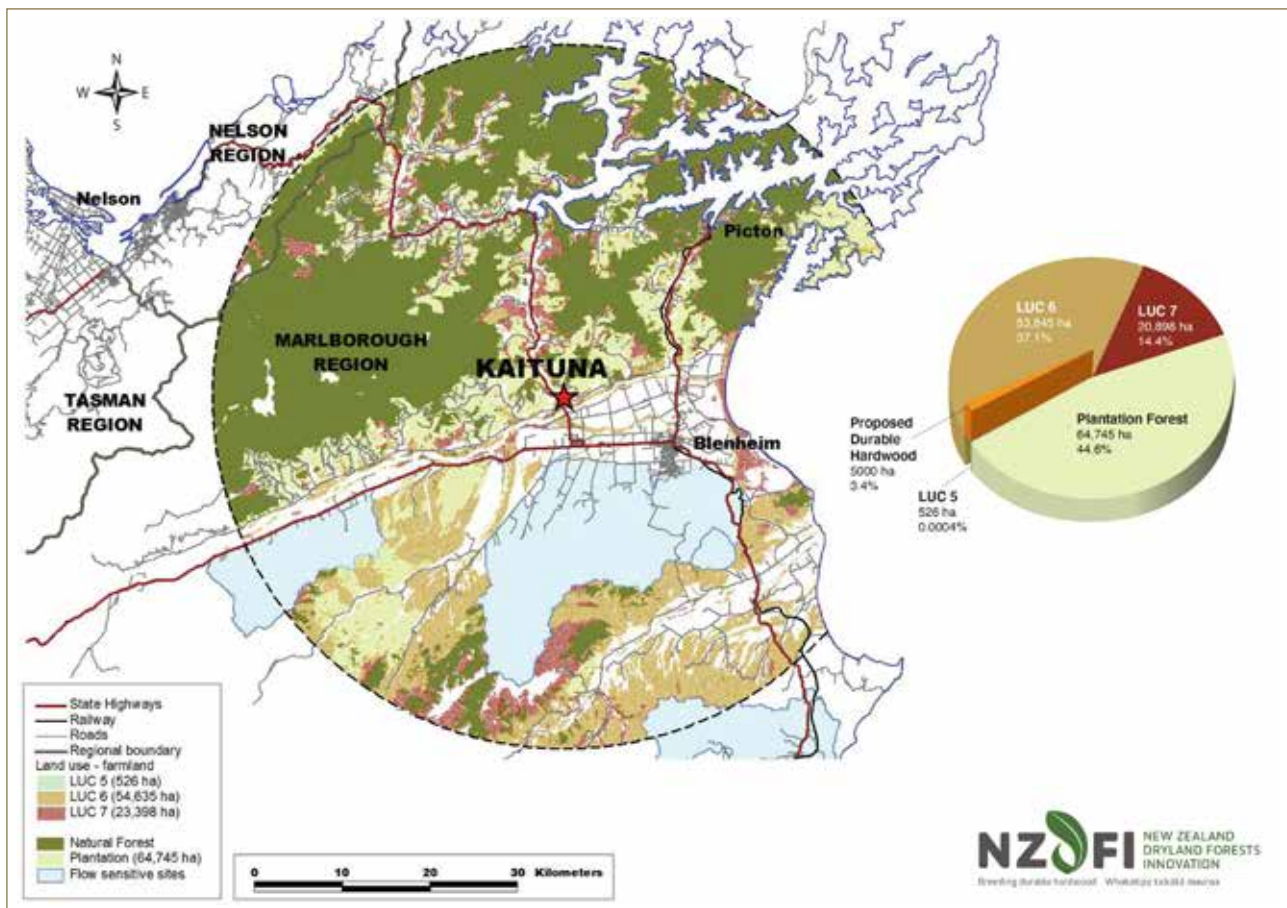 N
W E
S
NELSON
REGION
Nelson
Picton
MARLBOROUGH
REGION
KAITUNA
TASMAN
REGION
Blenheim
LUC 6
53,845 ha
37.1%
LUC 7
20,898 ha
14.4%
Plantation Forest
64,745 ha
44.6%
Proposed
Durable
Hardwood
5000 ha
3.4%
LUC 5
526 ha
0.0004%
State Highways
Railway
Roads
Regional boundary
Land use - farmland
LUC 5 (526 ha)
LUC 6 (54,635 ha)
LUC 7 (23,398 ha)
Natural Forest
Plantation (64,745 ha)
Flow sensitive sites
0 10 20 30 Kilometers
NZDFI
NEW ZEALAND
DRYLAND FORESTS
INNOVATION
Breeding durable hardwood